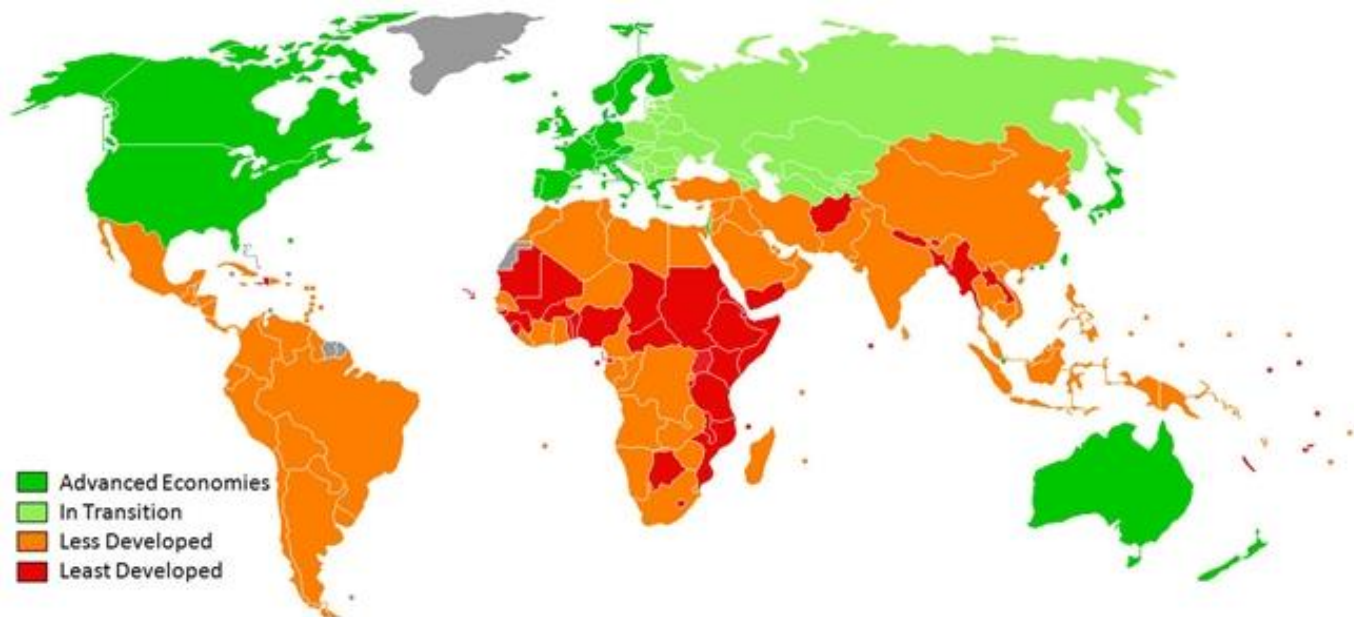 Advanced Economies
In Transition
Less Developed
Least Developed